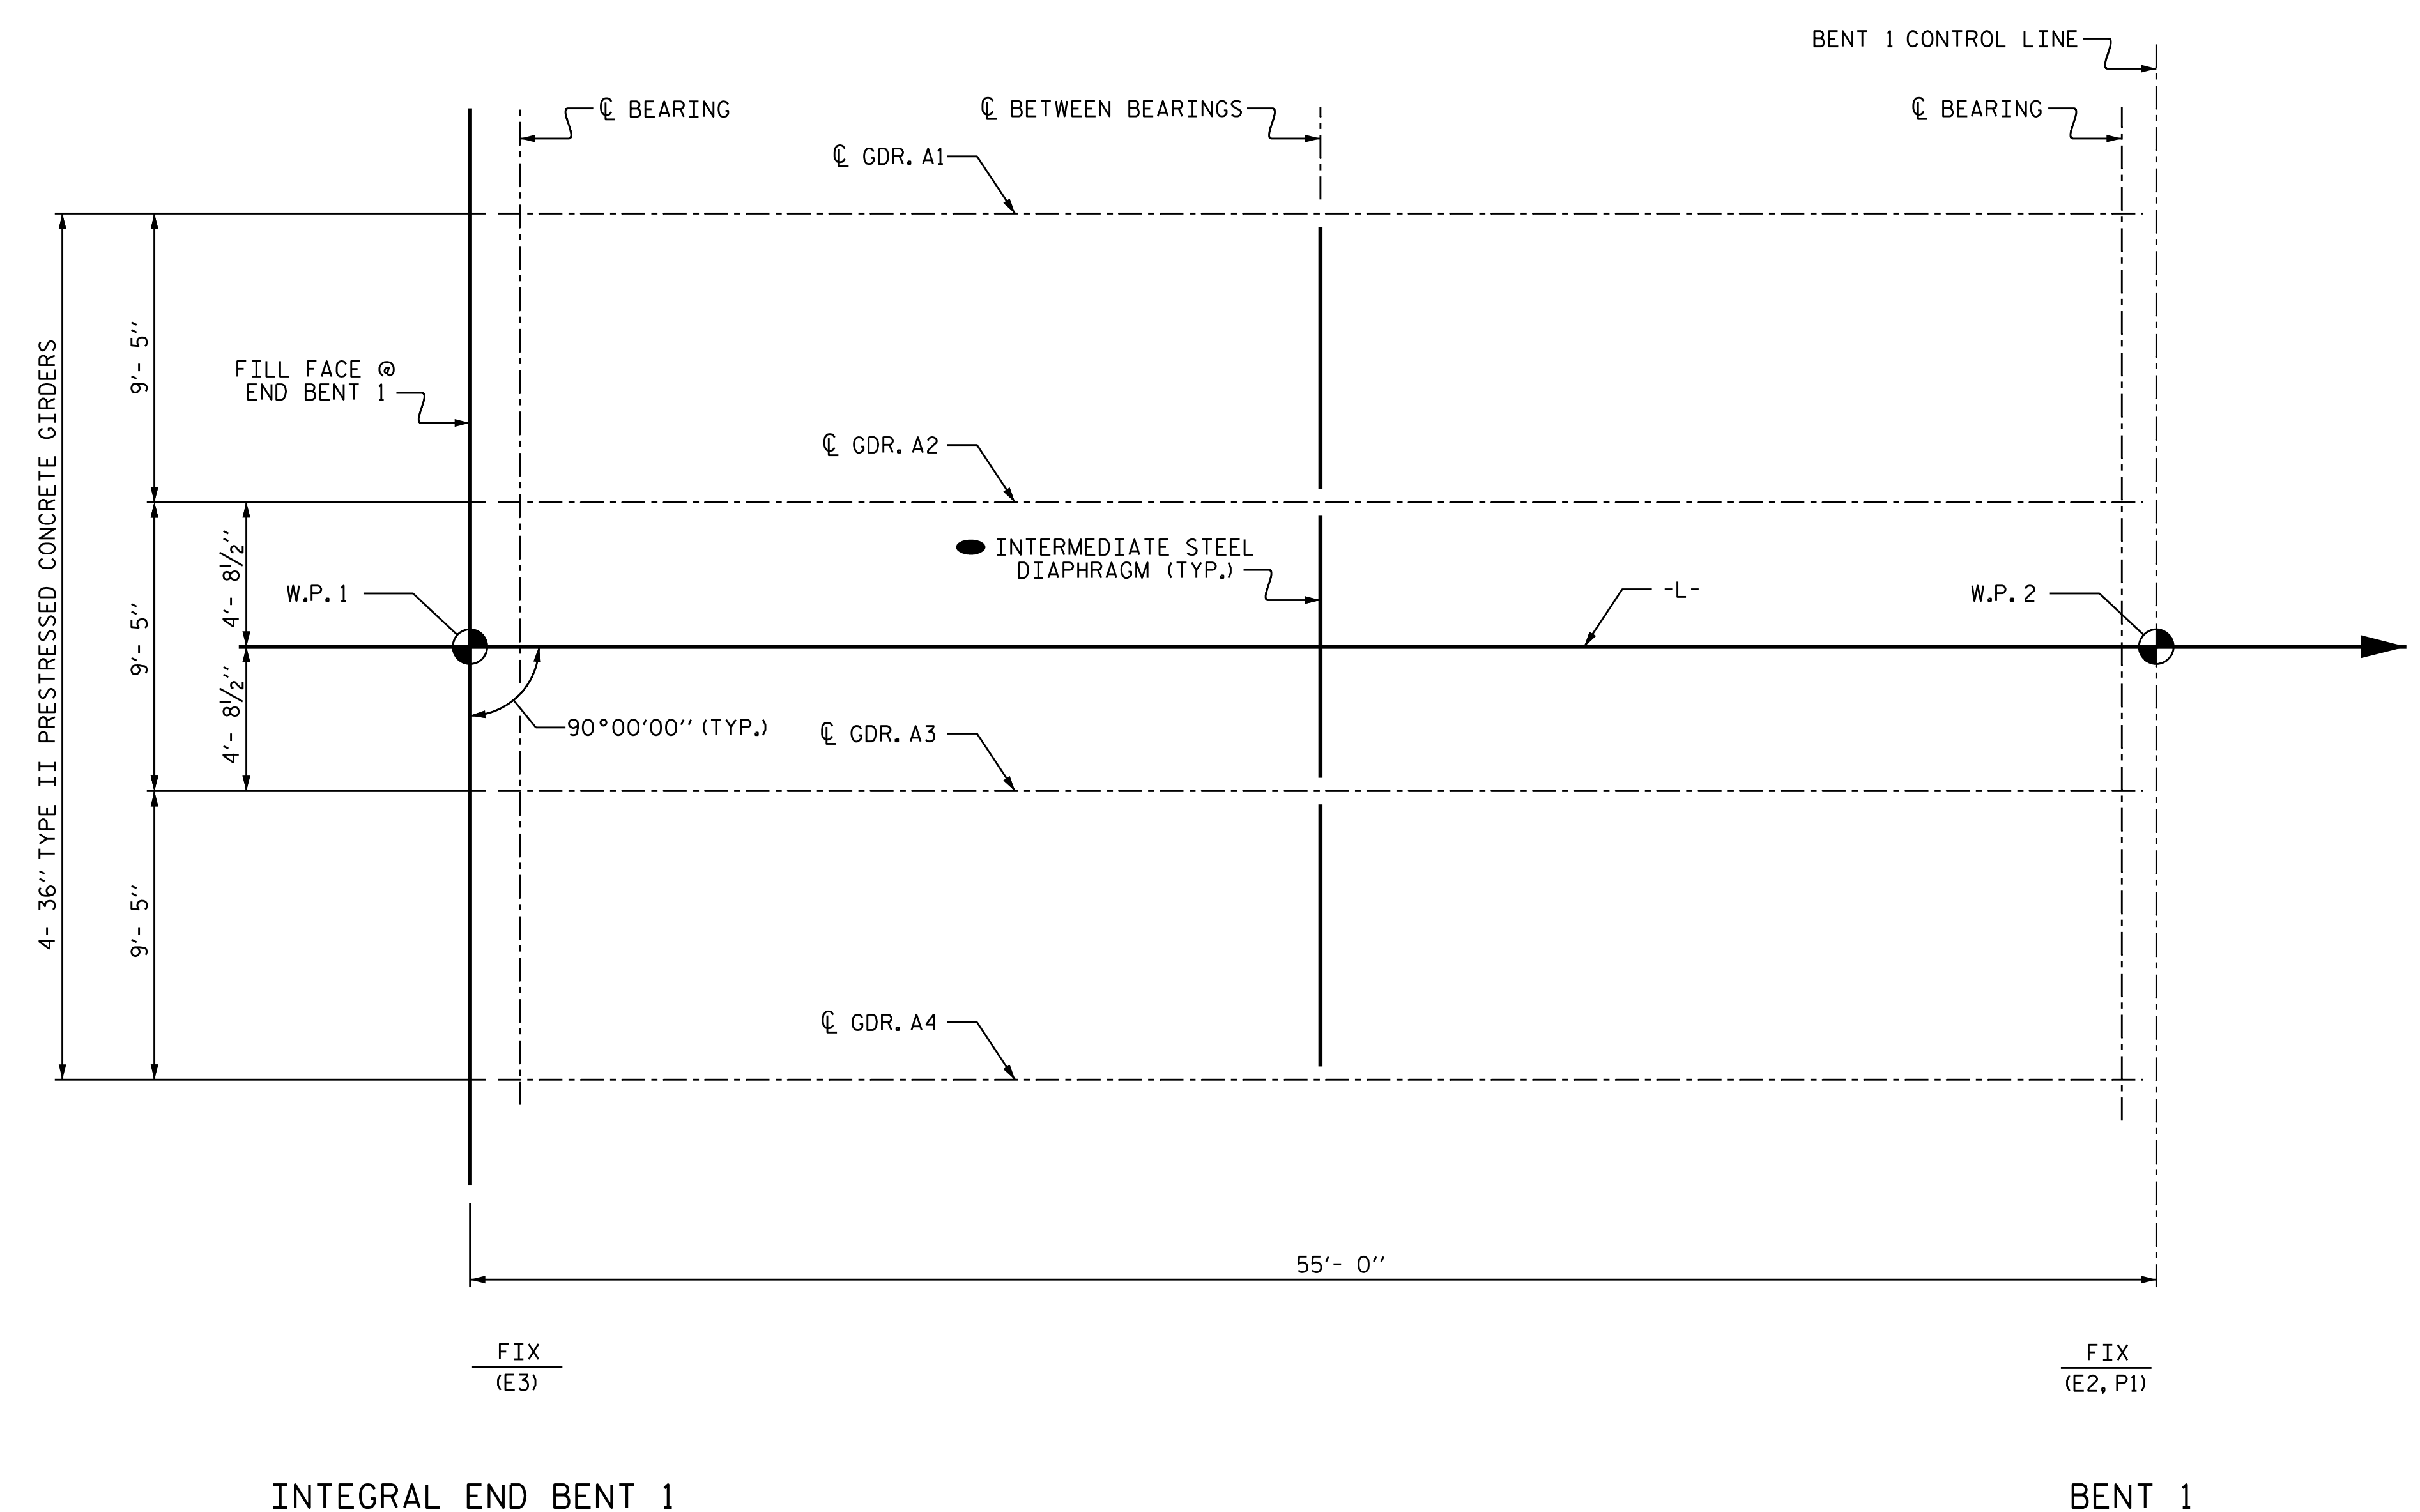 BENT 1 CONTROL LINE
℄ BEARING
℄ BETWEEN BEARINGS
℄ BEARING
℄ GDR. A1
4- 36" TYPE II PRESTRESSED CONCRETE GIRDERS
9'- 5"
FILL FACE @
END BENT 1
℄ GDR. A2
4'- 8½"
INTERMEDIATE STEEL
DIAPHRAGM (TYP.)
W.P. 1
-L-
W.P. 2
9'- 5"
4'- 8½"
90°00'00" (TYP.)
℄ GDR. A3
9'- 5"
℄ GDR. A4
55'- 0"
FIX
(E3)
FIX
(E2, P1)
INTEGRAL END BENT 1
BENT 1